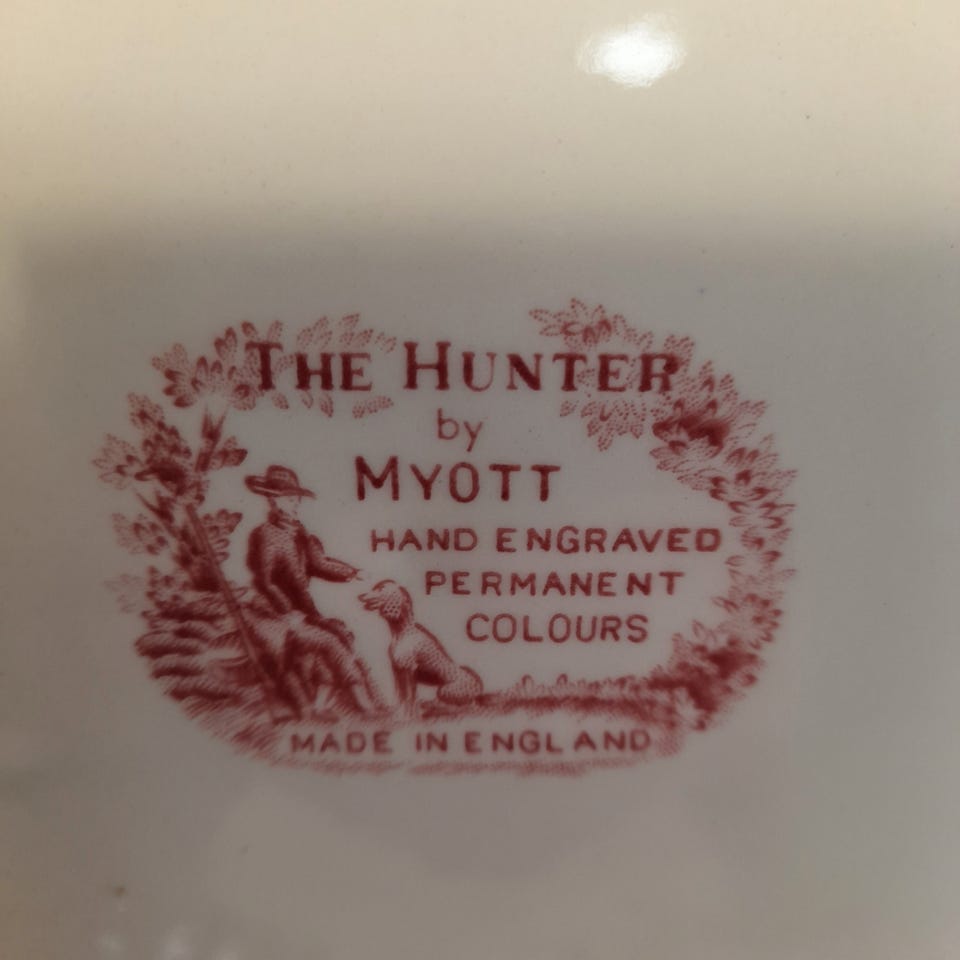 THE HUNTER
by
MYOTT
HAND ENGRAVED
PERMANENT
COLOURS
MADE IN ENGLAND